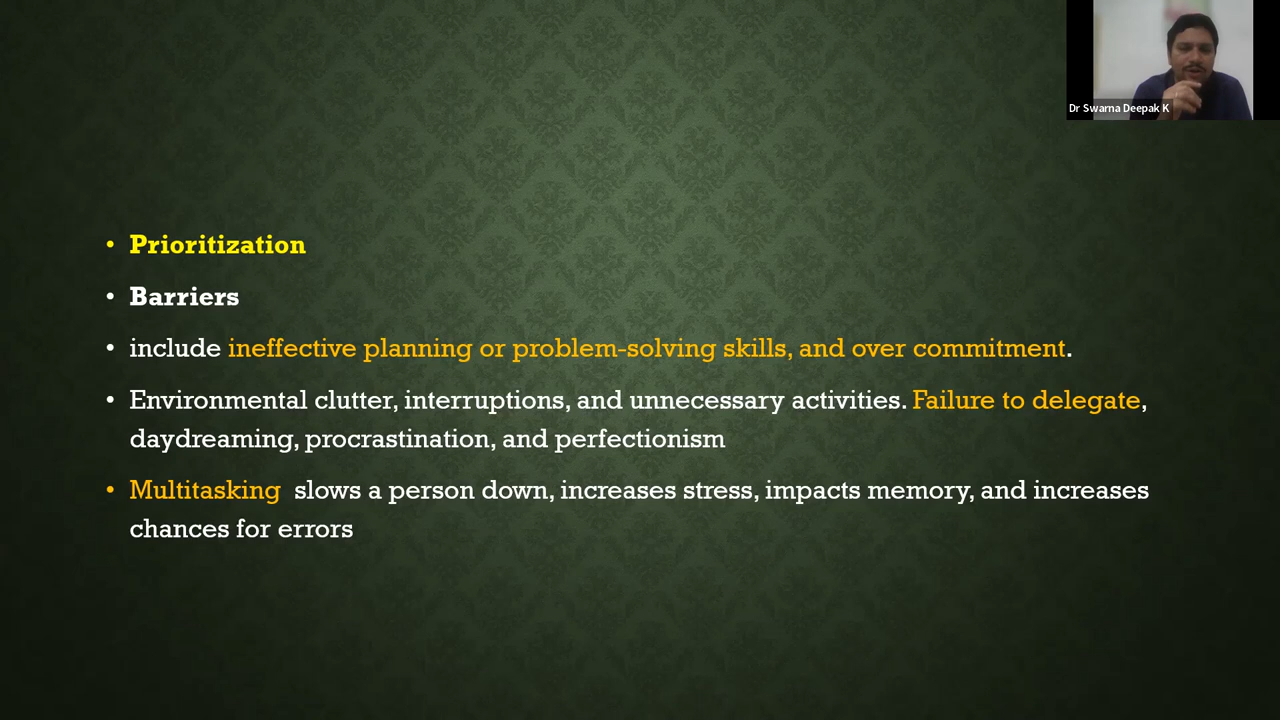 Dr Swarna Deepak K
• Prioritization
• Barriers
• include ineffective planning or problem-solving skills, and over commitment.
• Environmental clutter, interruptions, and unnecessary activities. Failure to delegate,
daydreaming, procrastination, and perfectionism
• Multitasking slows a person down, increases stress, impacts memory, and increases
chances for errors